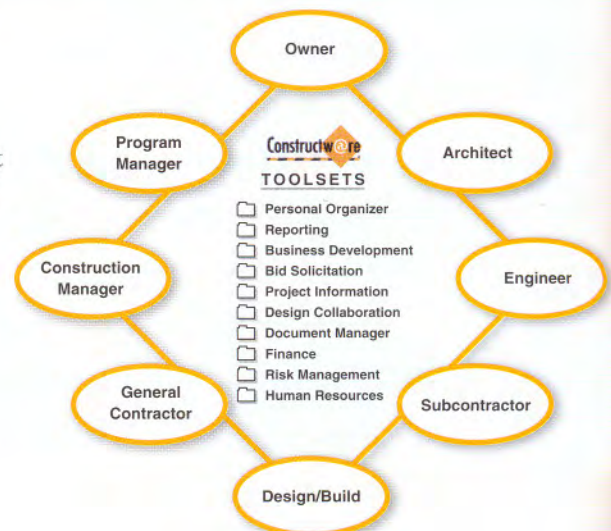 Owner
Program
Manager
Architect
Constructw@re
TOOLSETS
Personal Organizer
Reporting
Business Development
Bid Solicitation
Project Information
Design Collaboration
Document Manager
Finance
Risk Management
Human Resources
Construction
Manager
Engineer
General
Contractor
Subcontractor
Design/Build